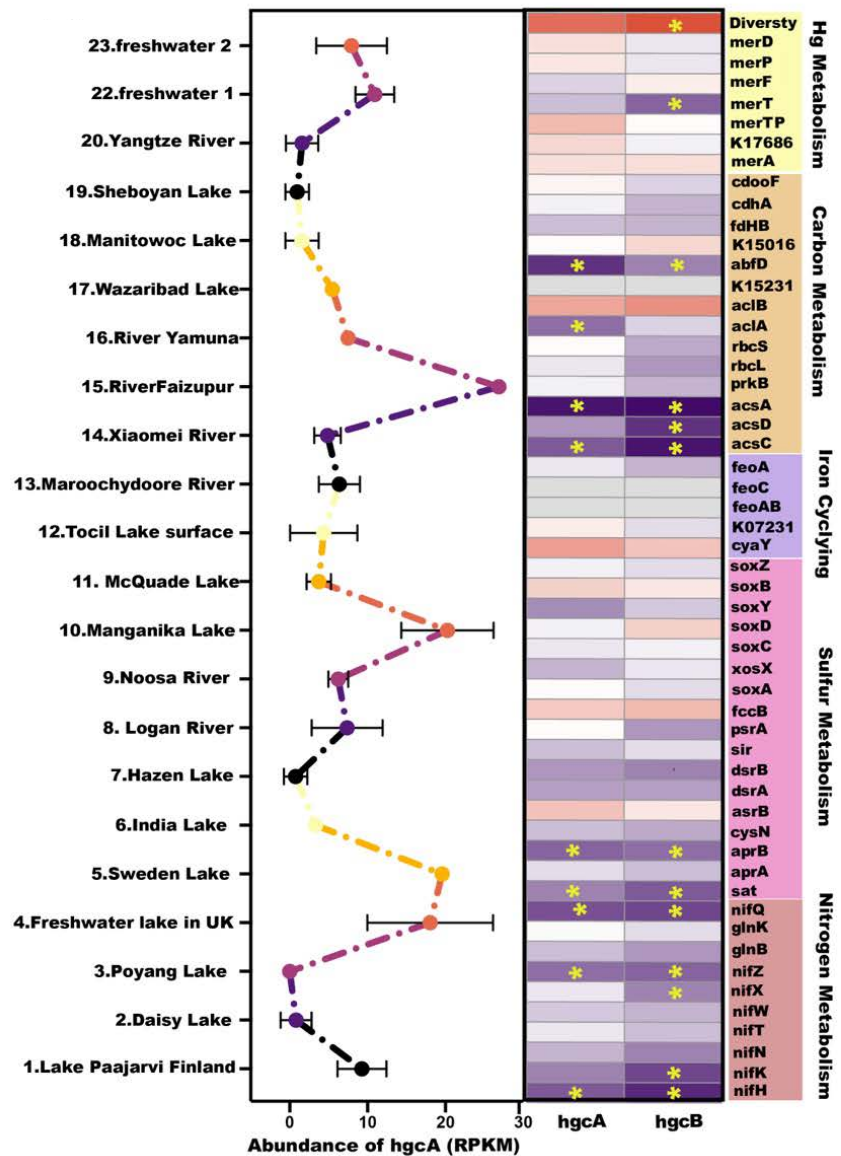 23.freshwater 2
22.freshwater 1
20.Yangtze River
19.Sheboyan Lake
18.Manitowoc Lake
17.Wazaribad Lake
16.River Yamuna
15.RiverFaizupur
14.Xiaomei River
13.Maroochydoore River
12.Tocil Lake surface
11. McQuade Lake
10.Manganika Lake
9.Noosa River
8. Logan River
7.Hazen Lake
6.India Lake
5.Sweden Lake
4.Freshwater lake in UK
3.Poyang Lake
2.Daisy Lake
1.Lake Paajarvi Finland
0 10 20 30
Abundance of hgcA (RPKM)
hgcA hgcB
Diversty
merD
merP
merF
merT
merTP
K17686
merA
cdooF
cdhA
fdHB
K15016
abfD
K15231
aclB
aclA
rbcS
rbcL
prkB
acsA
acsD
acsC
feoA
feoC
feoAB
K07231
cyaY
soxZ
soxB
soxY
soxD
soxC
xosX
soxA
fccB
psrA
sir
dsrB
dsrA
asrB
cysN
aprB
aprA
sat
nifQ
glnK
glnB
nifZ
nifX
nifW
nifT
nifN
nifK
nifH
Hg Metabolism
Carbon Metabolism
Iron Cyclying
Sulfur Metabolism
Nitrogen Metabolism